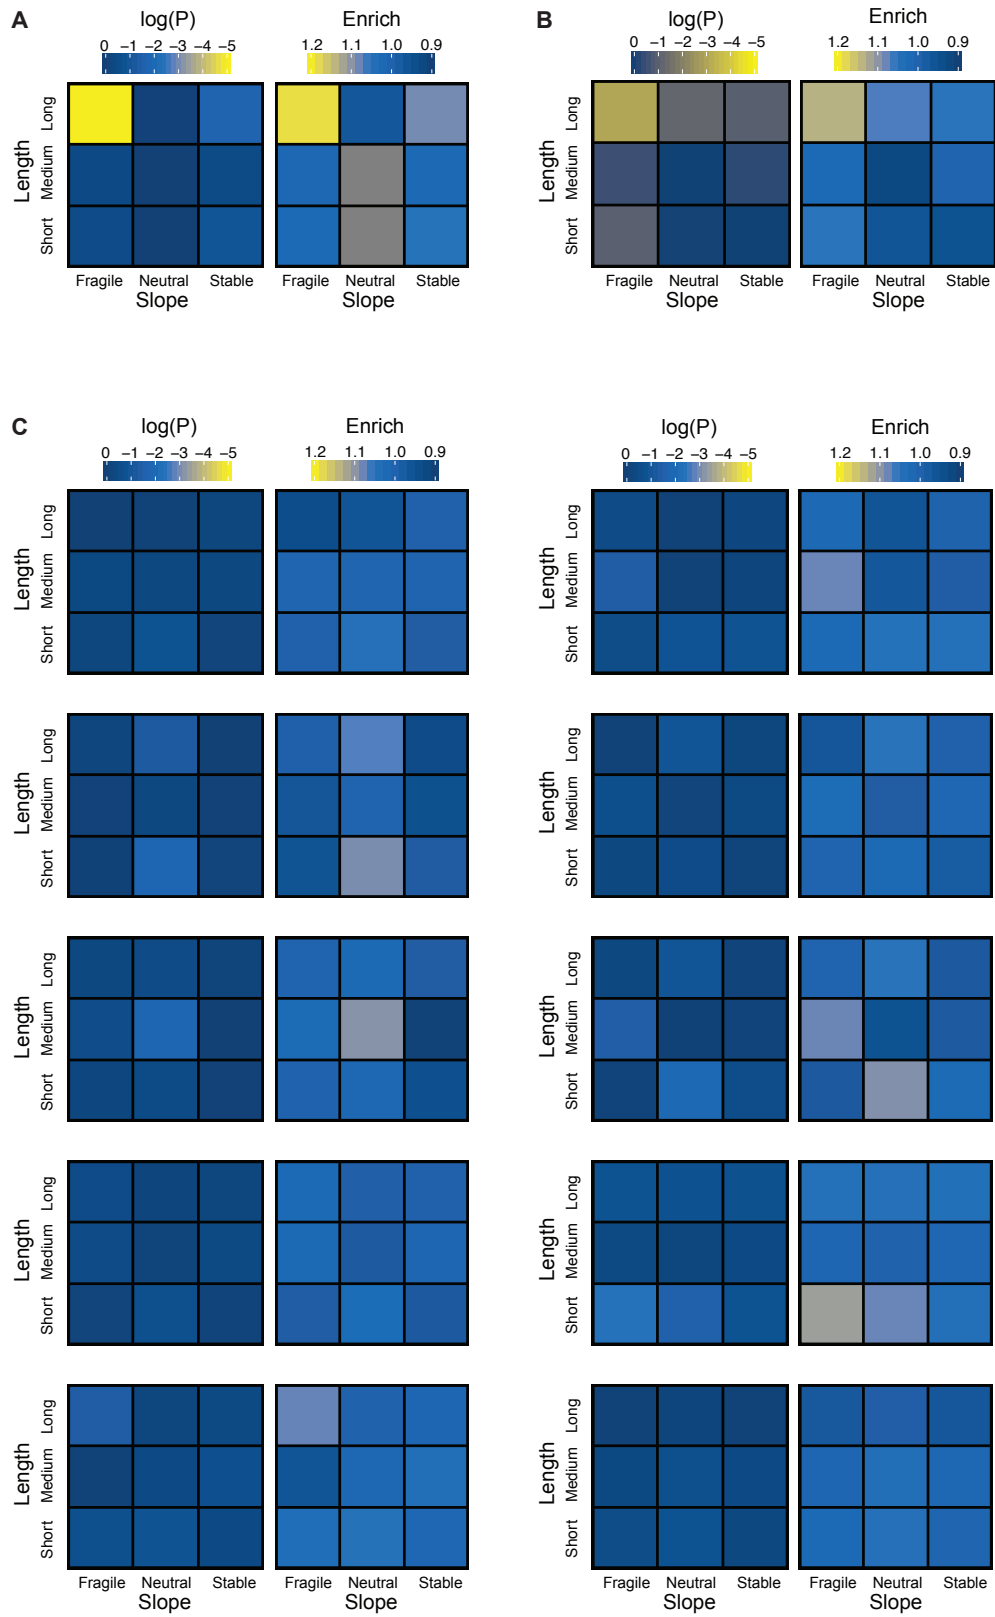 A
log(P)
0 −1 −2 −3 −4 −5
Enrich
1.2 1.1 1.0 0.9
Length
Long
Medium
Short
Fragile Neutral Stable
Slope
Fragile Neutral Stable
Slope
B
log(P)
0 −1 −2 −3 −4 −5
Enrich
1.2 1.1 1.0 0.9
Length
Long
Medium
Short
Fragile Neutral Stable
Slope
Fragile Neutral Stable
Slope
C
log(P)
0 −1 −2 −3 −4 −5
Enrich
1.2 1.1 1.0 0.9
log(P)
0 −1 −2 −3 −4 −5
Enrich
1.2 1.1 1.0 0.9
Length
Long
Medium
Short
Length
Long
Medium
Short
Length
Long
Medium
Short
Length
Long
Medium
Short
Length
Long
Medium
Short
Length
Long
Medium
Short
Length
Long
Medium
Short
Length
Long
Medium
Short
Length
Long
Medium
Short
Length
Long
Medium
Short
Fragile Neutral Stable
Slope
Fragile Neutral Stable
Slope
Fragile Neutral Stable
Slope
Fragile Neutral Stable
Slope